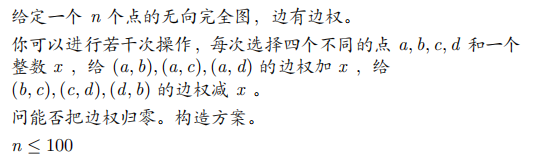 给定一个 n 个点的无向完全图，边有边权。
你可以进行若干次操作，每次选择四个不同的点 a, b, c, d 和一个
整数 x ，给 (a, b), (a, c), (a, d) 的边权加 x ，给
(b, c), (c, d), (d, b) 的边权减 x 。
问能否把边权归零。构造方案。
n ≤ 100